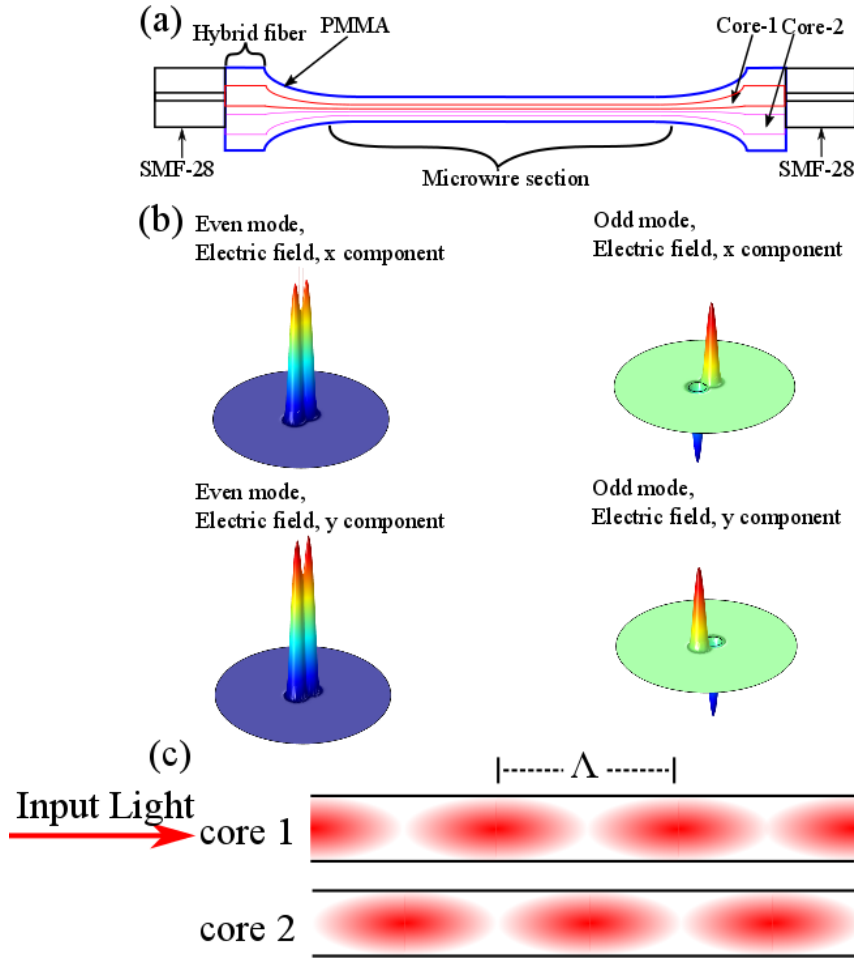 (a)
Hybrid fiber
PMMA
Core-1
Core-2
SMF-28
Microwire section
SMF-28
(b)
Even mode,
Electric field, x component
Odd mode,
Electric field, x component
Even mode,
Electric field, y component
Odd mode,
Electric field, y component
(c)
Λ
Input Light
core 1
core 2